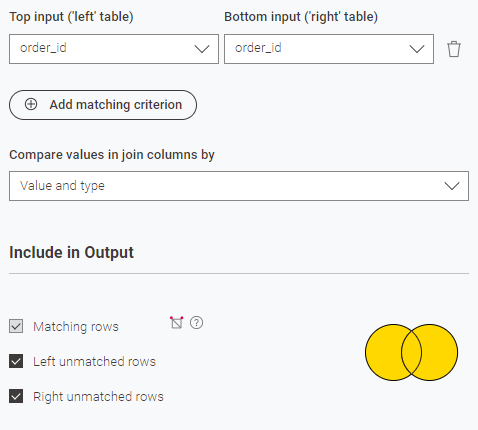 Top input ('left' table) Bottom input ('right' table)
order_id order_id
Add matching criterion
Compare values in join columns by
Value and type
Include in Output
Matching rows ?
Left unmatched rows
Right unmatched rows